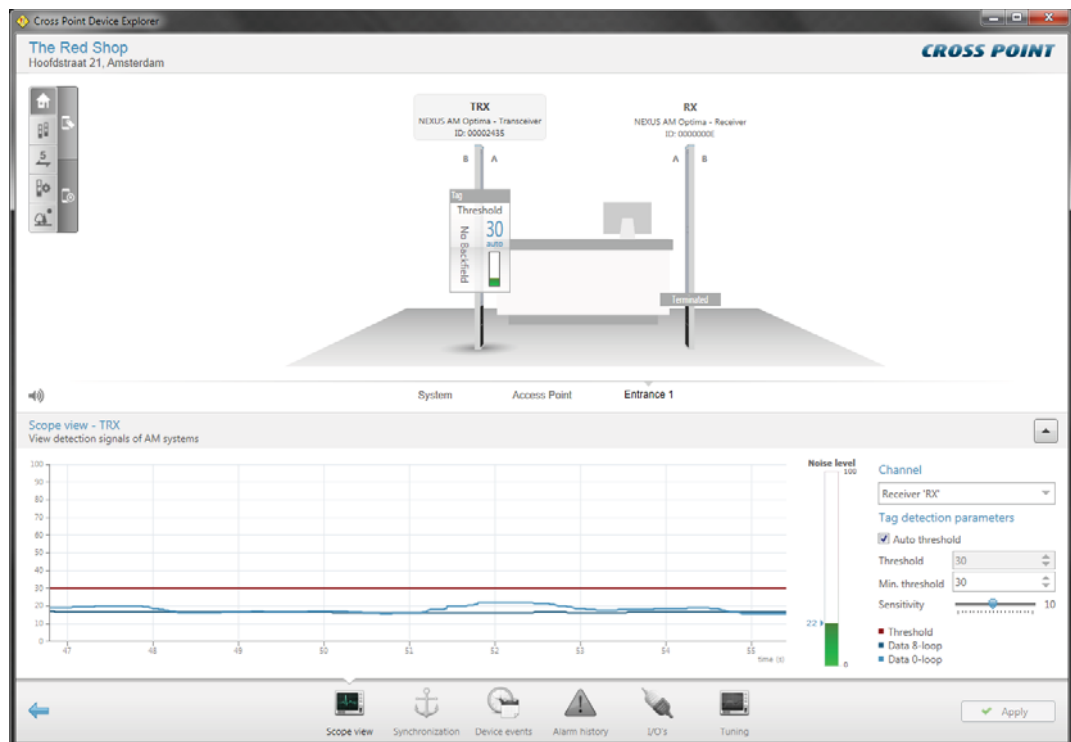 Cross Point Device Explorer
The Red Shop
Hoofdstraat 21, Amsterdam
CROSS POINT
TRX
NEXUS AM Optima - Transceiver
ID: 00002435
RX
NEXUS AM Optima - Receiver
ID: 0000000E
B A
A B
5
Tag
Threshold
No Backfield
30
auto
Terminated
System Access Point Entrance 1
Scope view - TRX
View detection signals of AM systems
100
90
80
70
60
50
40
30
20
10
0
47 48 49 50 51 52 53 54 55
time (s)
Noise level
100
22
0
Channel
Receiver 'RX'
Tag detection parameters
Auto threshold
Threshold 30
Min. threshold 30
Sensitivity 10
Threshold
Data 8-loop
Data 0-loop
Scope view Synchronization Device events Alarm history I/O's Tuning
Apply